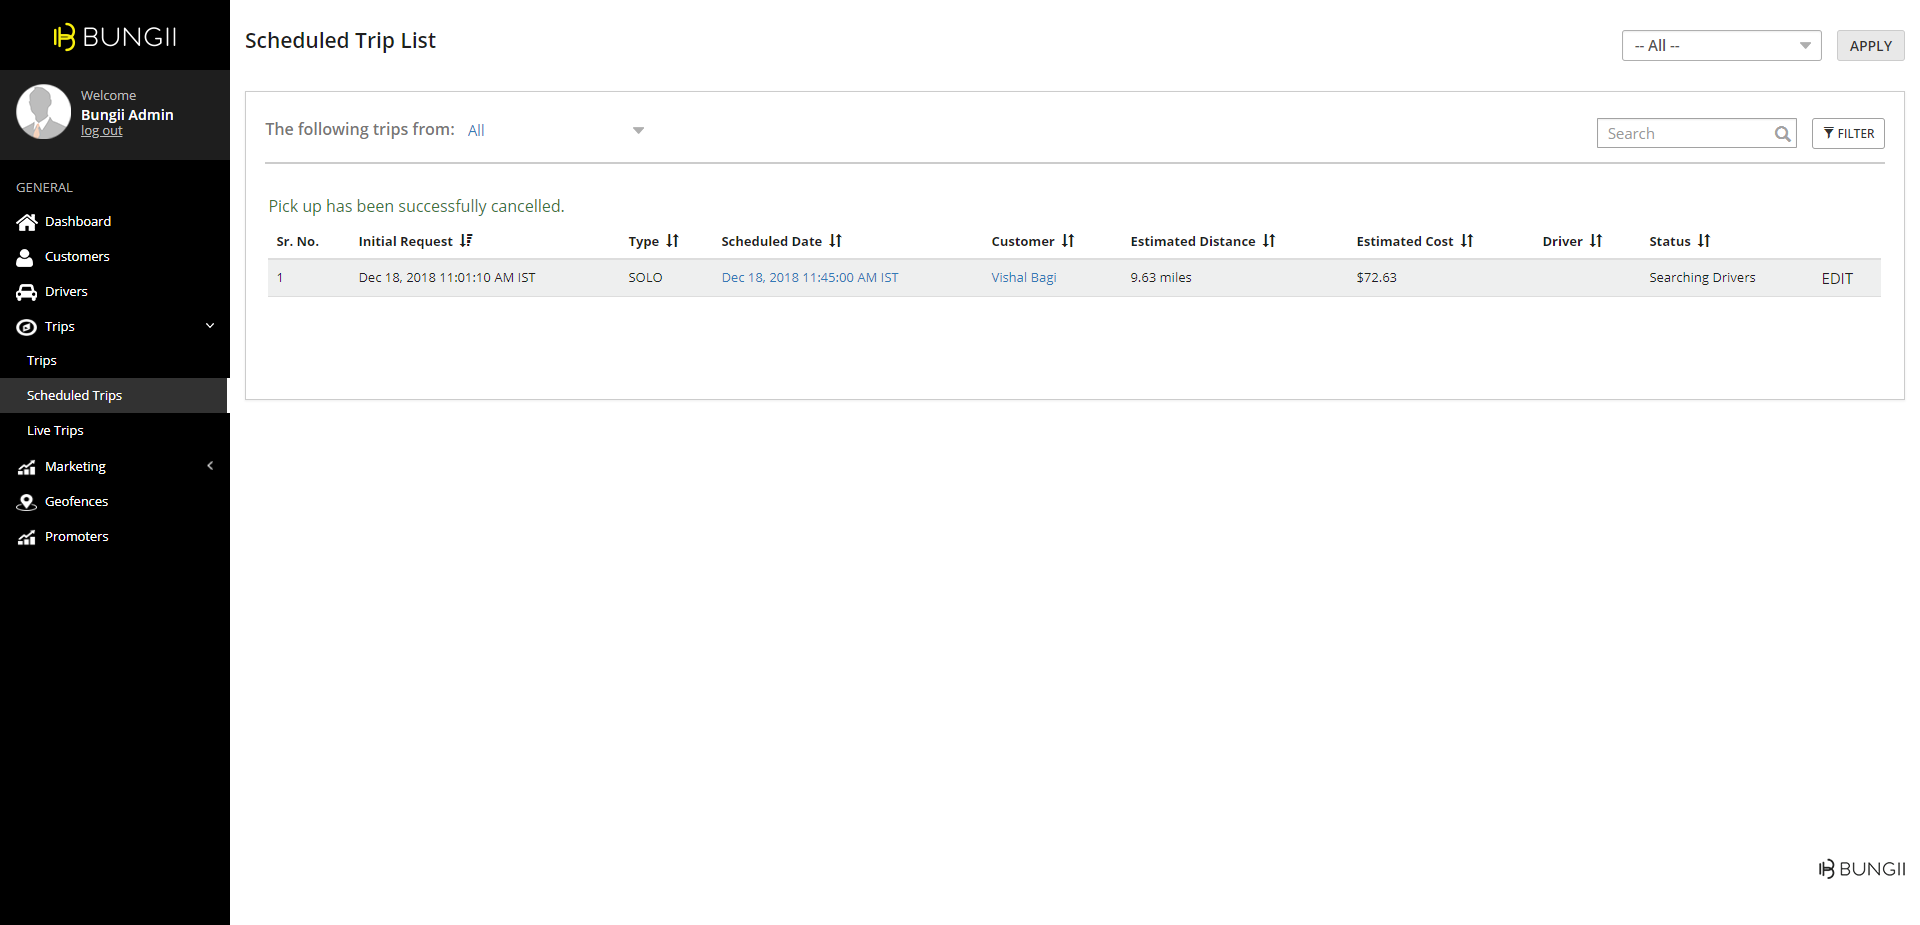 BUNGII
Welcome
Bungii Admin
log out
GENERAL
Dashboard
Customers
Drivers
Trips
Trips
Scheduled Trips
Live Trips
Marketing
Geofences
Promoters
Scheduled Trip List
-- All --
APPLY
The following trips from: All
Search
FILTER
Pick up has been successfully cancelled.
Sr. No. Initial Request Type Scheduled Date Customer Estimated Distance Estimated Cost Driver Status
1 Dec 18, 2018 11:01:10 AM IST SOLO Dec 18, 2018 11:45:00 AM IST Vishal Bagi 9.63 miles $72.63 Searching Drivers EDIT
BUNGII